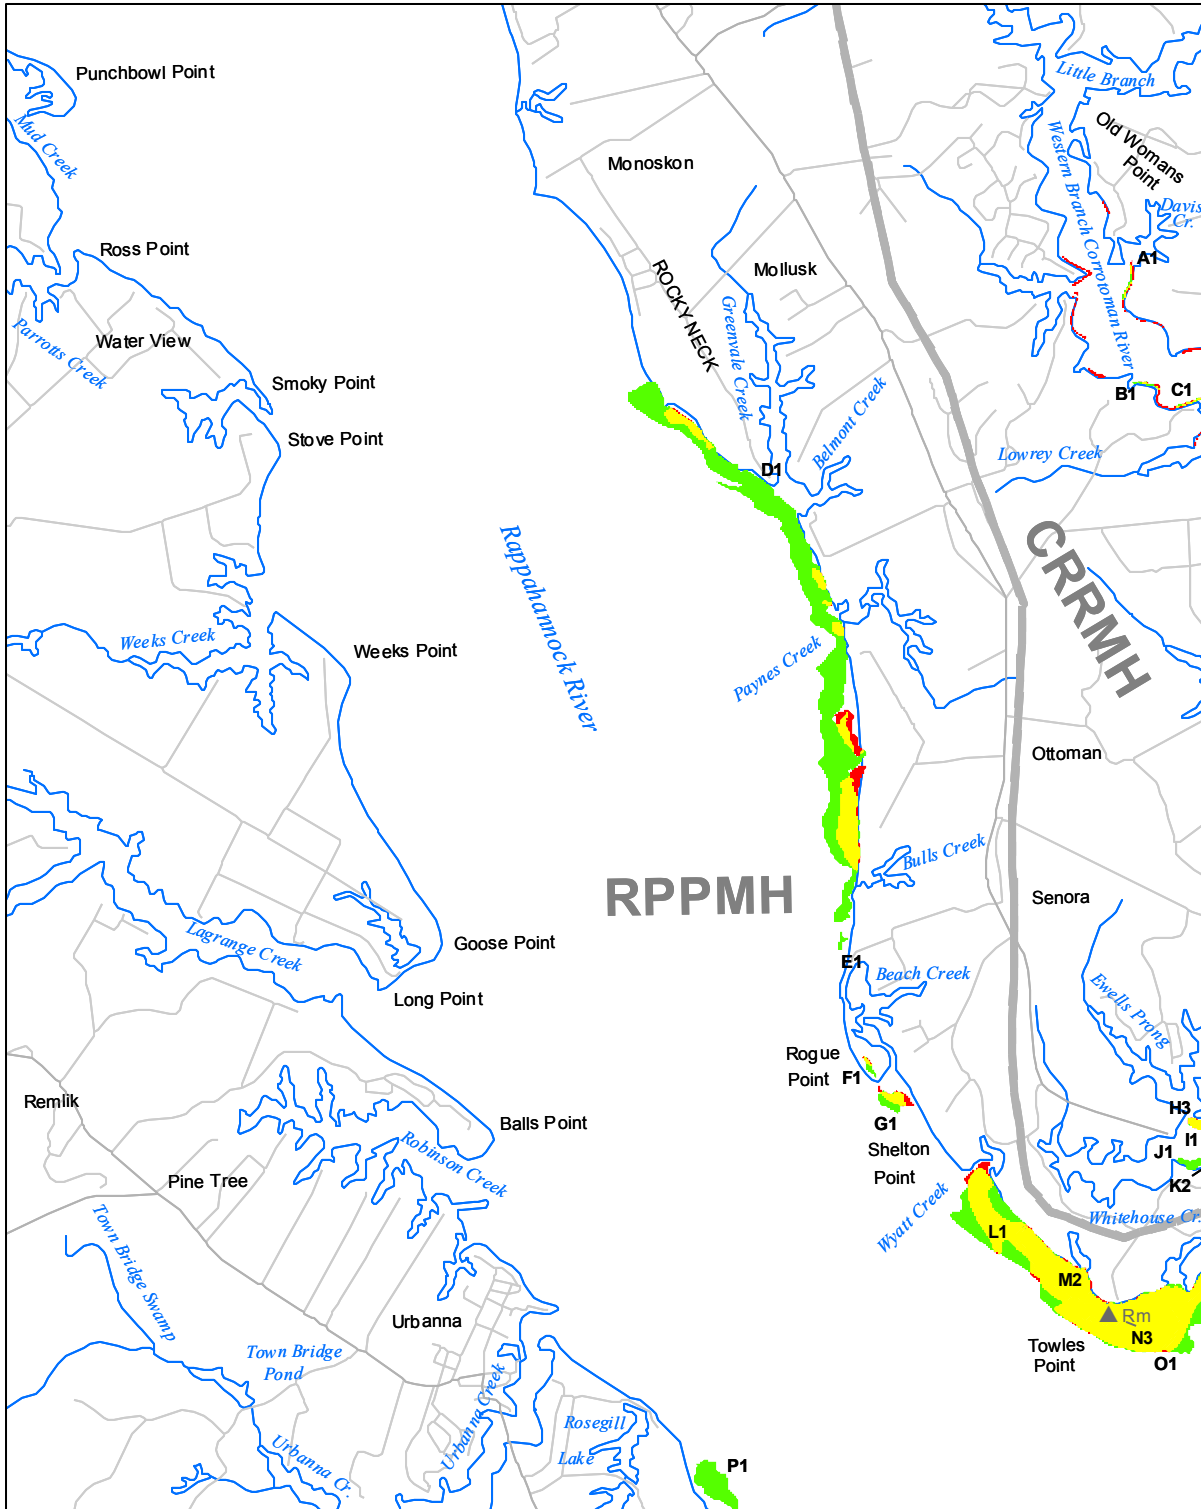 Punchbowl Point
Mud Creek
Little Branch
Old Womans
Point
Western Branch Corrotoman River
Davis
Cr.
Monoskon
Ross Point
Mollusk
A1
ROCKY NECK
Greenvale Creek
Parrotts Creek
Water View
Smoky Point
B1
C1
Stove Point
Belmont Creek
Lowrey Creek
D1
Rappahannock River
CRRMH
Weeks Creek
Weeks Point
Paynes Creek
Ottoman
Bulls Creek
RPPMH
Senora
Lagrange Creek
Goose Point
E1
Beach Creek
Long Point
Ewells Prong
Rogue
Point
F1
Remlik
H3
G1
Balls Point
I1
Shelton
Point
J1
Robinson Creek
Pine Tree
K2
Wyatt Creek
Whitehouse Cr.
Town Bridge Swamp
L1
M2
Rm
Urbanna
N3
Towles
Point
O1
Town Bridge
Pond
Urbanna Creek
Rosegill
Lake
Urbanna Cr.
P1